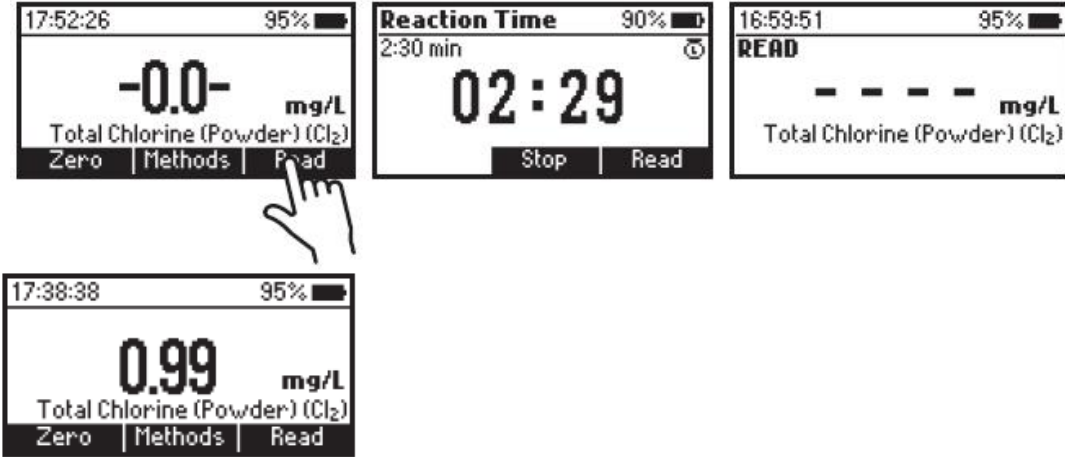 17:52:26 95%
-0.0- mg/L
Total Chlorine (Powder) (Cl₂)
Zero Methods Read
Reaction Time 90%
2:30 min
02:29
Stop Read
16:59:51 95%
READ
- - - - mg/L
Total Chlorine (Powder) (Cl₂)
17:38:38 95%
0.99 mg/L
Total Chlorine (Powder) (Cl₂)
Zero Methods Read